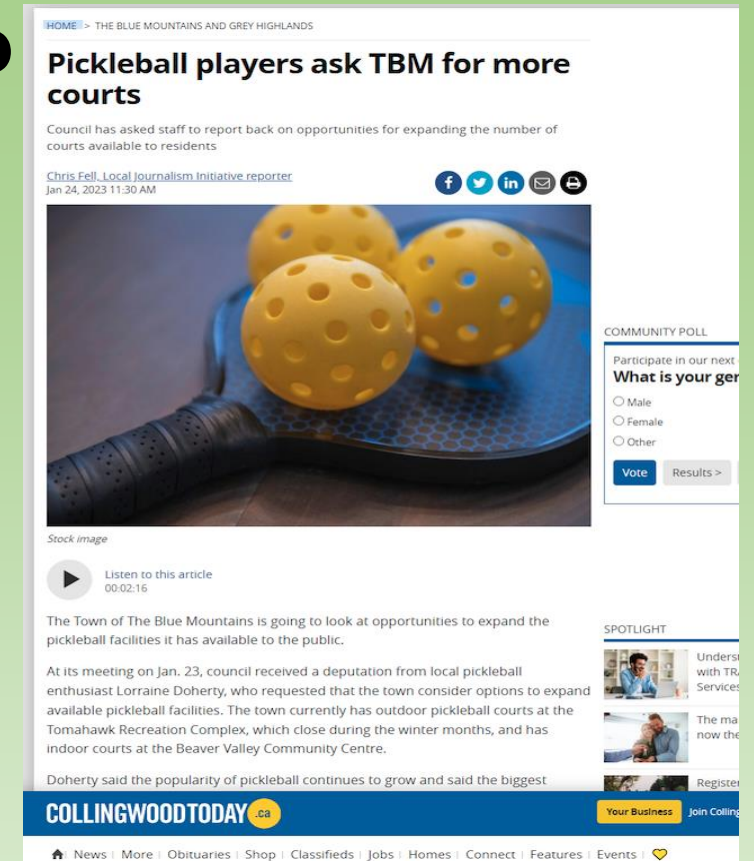 HOME > THE BLUE MOUNTAINS AND GREY HIGHLANDS
Pickleball players ask TBM for more
courts
Council has asked staff to report back on opportunities for expanding the number of
courts available to residents
Chris Fell, Local Journalism Initiative reporter
Jan 24, 2023 11:30 AM
Stock image
Listen to this article
00:02:16
The Town of The Blue Mountains is going to look at opportunities to expand the
pickleball facilities it has available to the public.
At its meeting on Jan. 23, council received a deputation from local pickleball
enthusiast Lorraine Doherty, who requested that the town consider options to expand
available pickleball facilities. The town currently has outdoor pickleball courts at the
Tomahawk Recreation Complex, which close during the winter months, and has
indoor courts at the Beaver Valley Community Centre.
Doherty said the popularity of pickleball continues to grow and said the biggest
COMMUNITY POLL
Participate in our next
What is your
Male
Female
Other
Vote
Results >
SPOTLIGHT
with
Services
The
now the
COLLINGWOODTODAY.ca
Your Business
Join
News | More | Obituaries | Shop | Classifieds | Jobs | Homes | Connect | Features | Events |